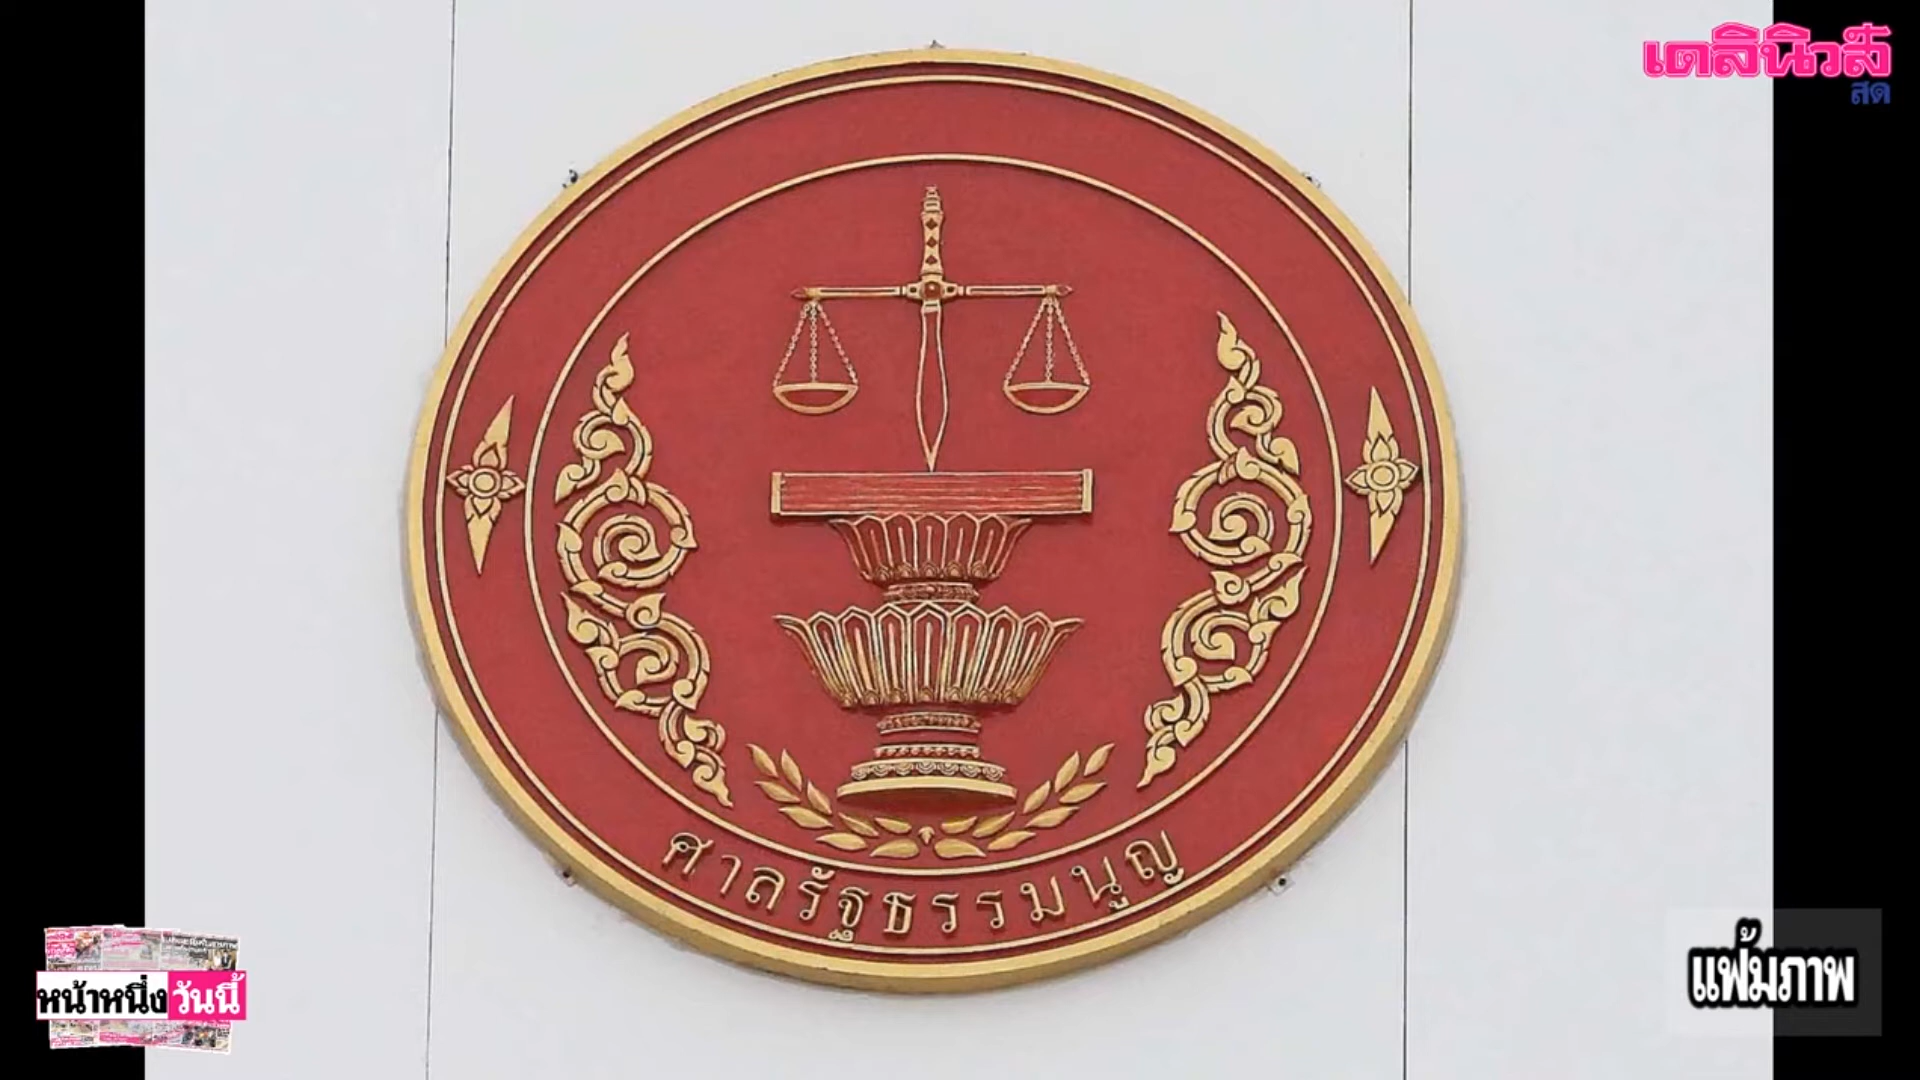 เดลินิวส์
สด
ศาลรัฐธรรมนูญ
หน้าหนึ่งวันนี้
แฟ้มภาพ